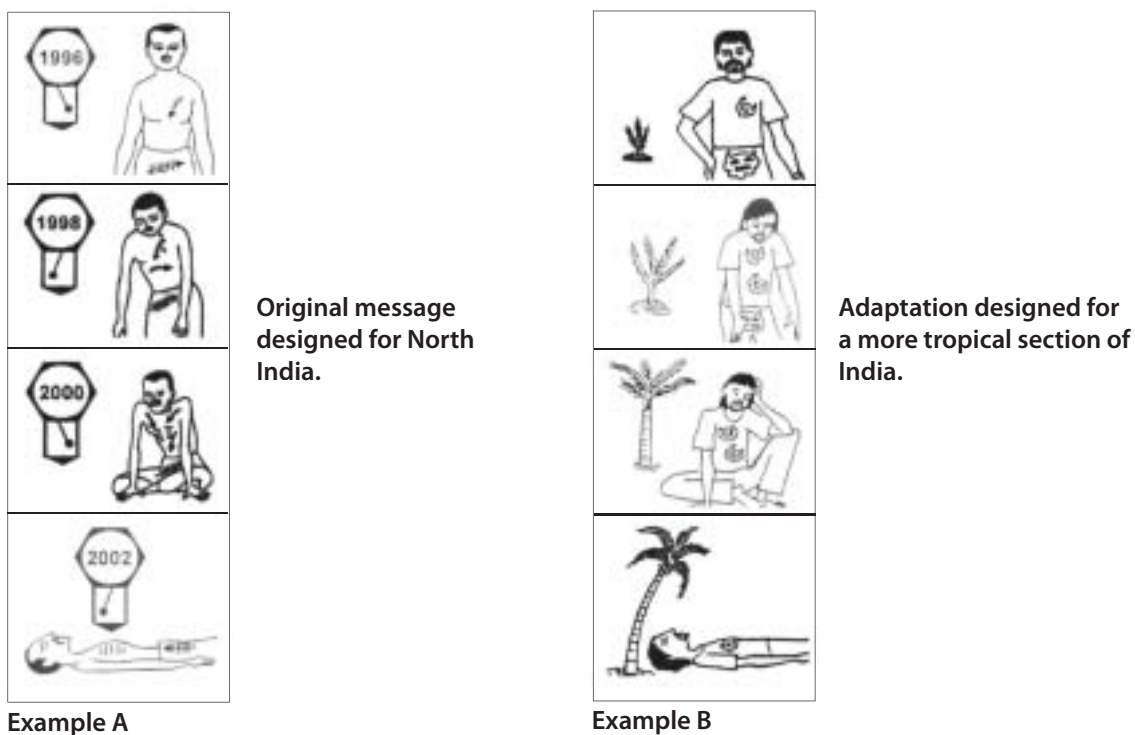 1996
1998
2000
2002
Original message
designed for North
India.
Example A
Adaptation designed for
a more tropical section of
India.
Example B